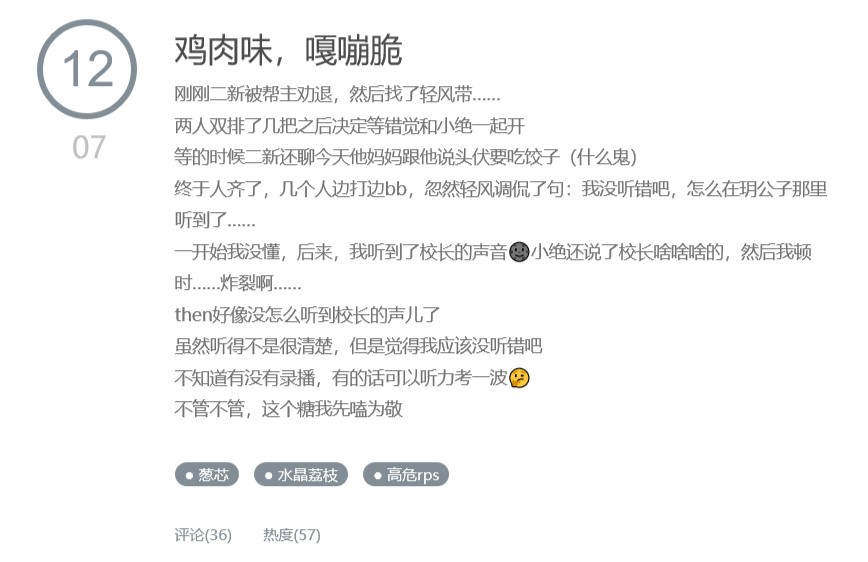 12
07
鸡肉味，嘎嘣脆
刚刚二新被帮主劝退，然后找了轻风带……
两人双排了几把之后决定等错觉和小绝一起开
等的时候二新还聊今天他妈妈跟他说头伏要吃饺子（什么鬼）
终于人齐了，几个人边打边bb，忽然轻风调侃了句：我没听错吧，怎么在玥公子那里
听到了……
一开始我没懂，后来，我听到了校长的声音🌚小绝还说了校长啥啥啥的，然后我顿
时……炸裂啊……
then好像没怎么听到校长的声儿了
虽然听得不是很清楚，但是觉得我应该没听错吧
不知道有没有录播，有的话可以听力考一波🤔
不管不管，这个糖我先嗑为敬
● 葱芯 ● 水晶荔枝 ● 高危rps
评论(36) 热度(57)